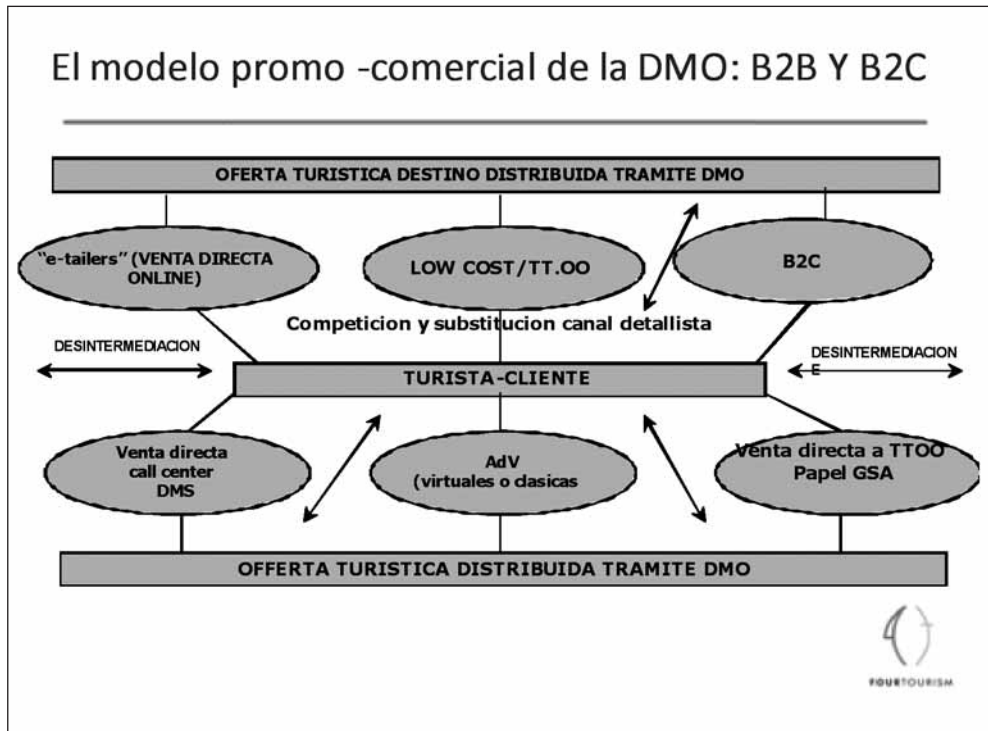 El modelo promo -comercial de la DMO: B2B Y B2C
OFERTA TURISTICA DESTINO DISTRIBUIDA TRAMITE DMO
“e-tailers” (VENTA DIRECTA
ONLINE)
LOW COST/TT.OO
B2C
Competicion y substitucion canal detallista
DESINTERMEDIACION
DESINTERMEDIACION
E
TURISTA-CLIENTE
Venta directa
call center
DMS
AdV
(virtuales o clasicas
Venta directa a TTOO
Papel GSA
OFFERTA TURISTICA DISTRIBUIDA TRAMITE DMO
FOURTOURISM